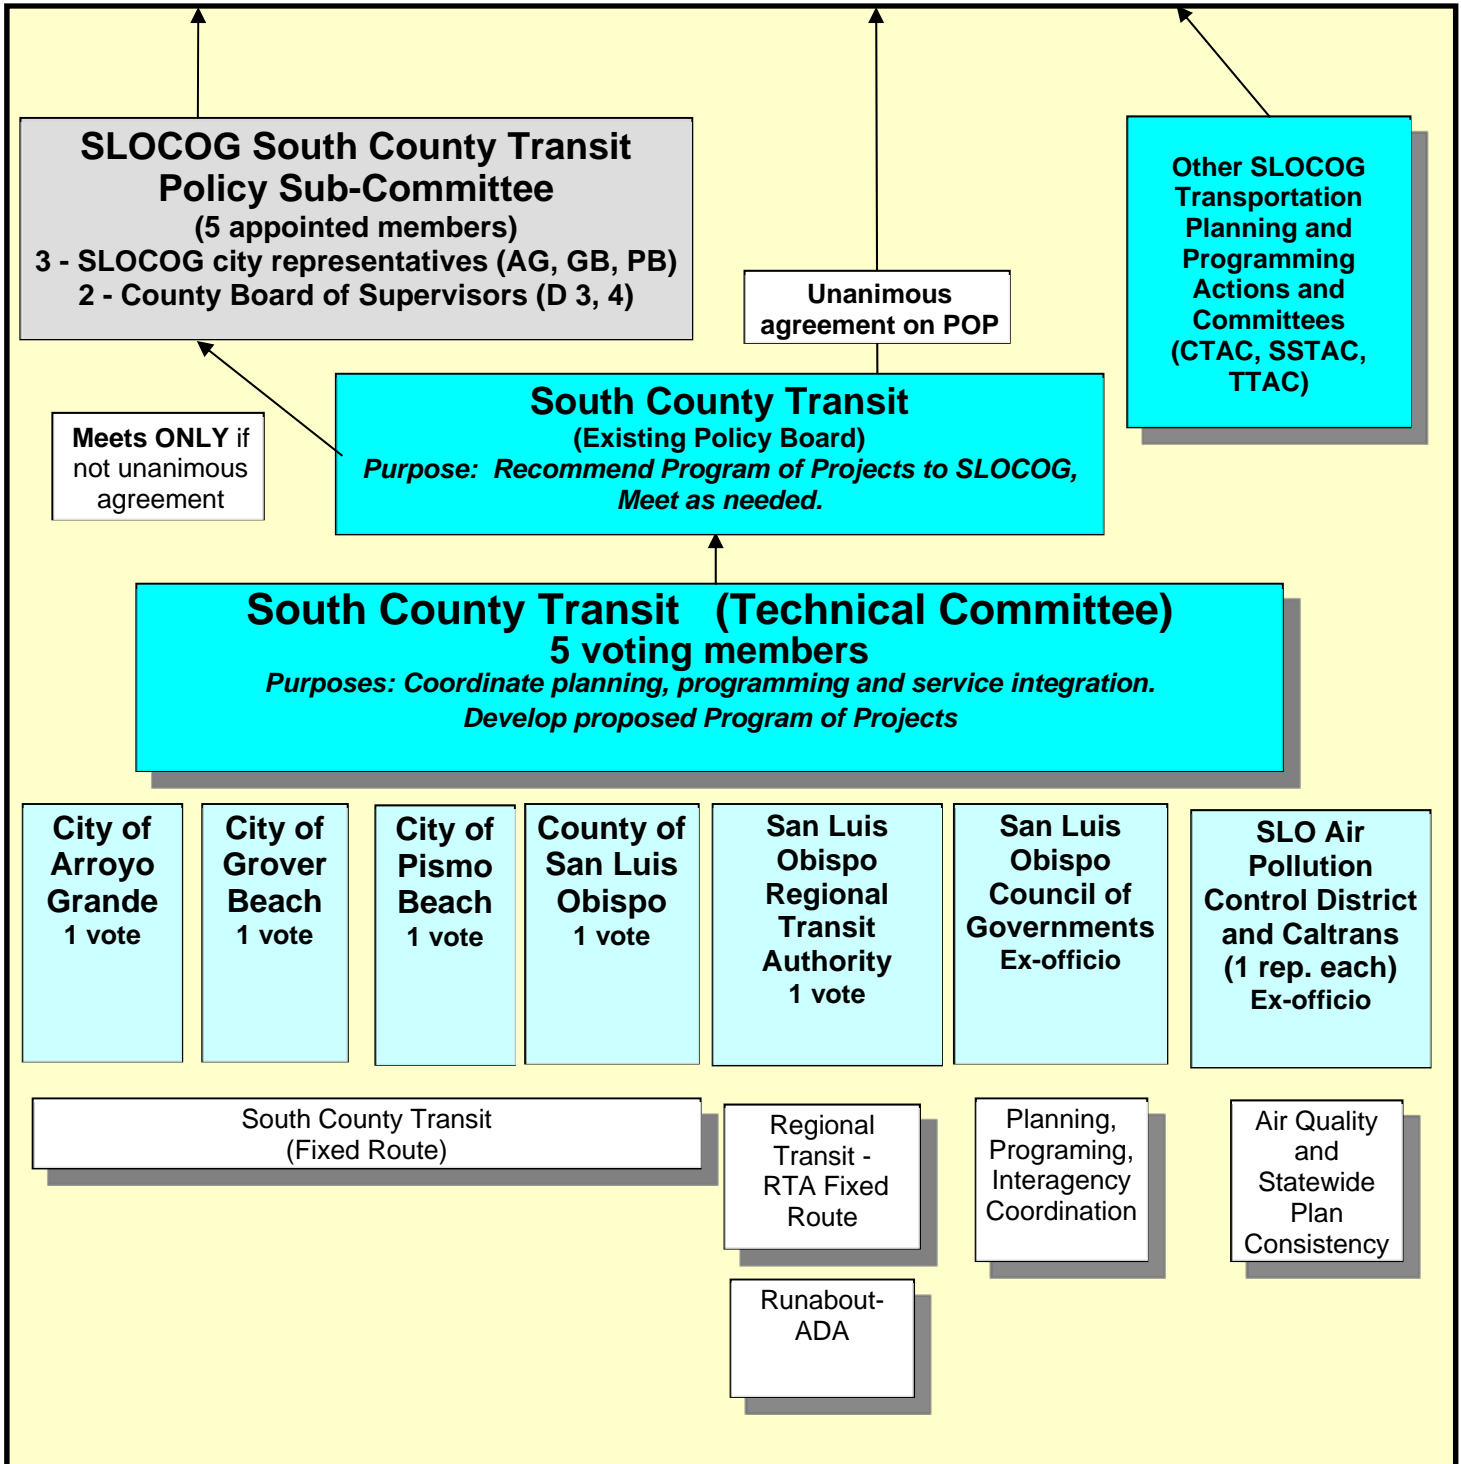 SLOCOG South County Transit
Policy Sub-Committee
(5 appointed members)
3 - SLOCOG city representatives (AG, GB, PB)
2 - County Board of Supervisors (D 3, 4)
Other SLOCOG
Transportation
Planning and
Programming
Actions and
Committees
(CTAC, SSTAC,
TTAC)
Unanimous
agreement on POP
Meets ONLY if
not unanimous
agreement
South County Transit
(Existing Policy Board)
Purpose: Recommend Program of Projects to SLOCOG,
Meet as needed.
South County Transit (Technical Committee)
5 voting members
Purposes: Coordinate planning, programming and service integration.
Develop proposed Program of Projects
City of
Arroyo
Grande
1 vote
City of
Grover
Beach
1 vote
City of
Pismo
Beach
1 vote
County of
San Luis
Obispo
1 vote
San Luis
Obispo
Regional
Transit
Authority
1 vote
San Luis
Obispo
Council of
Governments
Ex-officio
SLO Air
Pollution
Control District
and Caltrans
(1 rep. each)
Ex-officio
South County Transit
(Fixed Route)
Regional
Transit -
RTA Fixed
Route
Planning,
Programing,
Interagency
Coordination
Air Quality
and
Statewide
Plan
Consistency
Runabout-
ADA